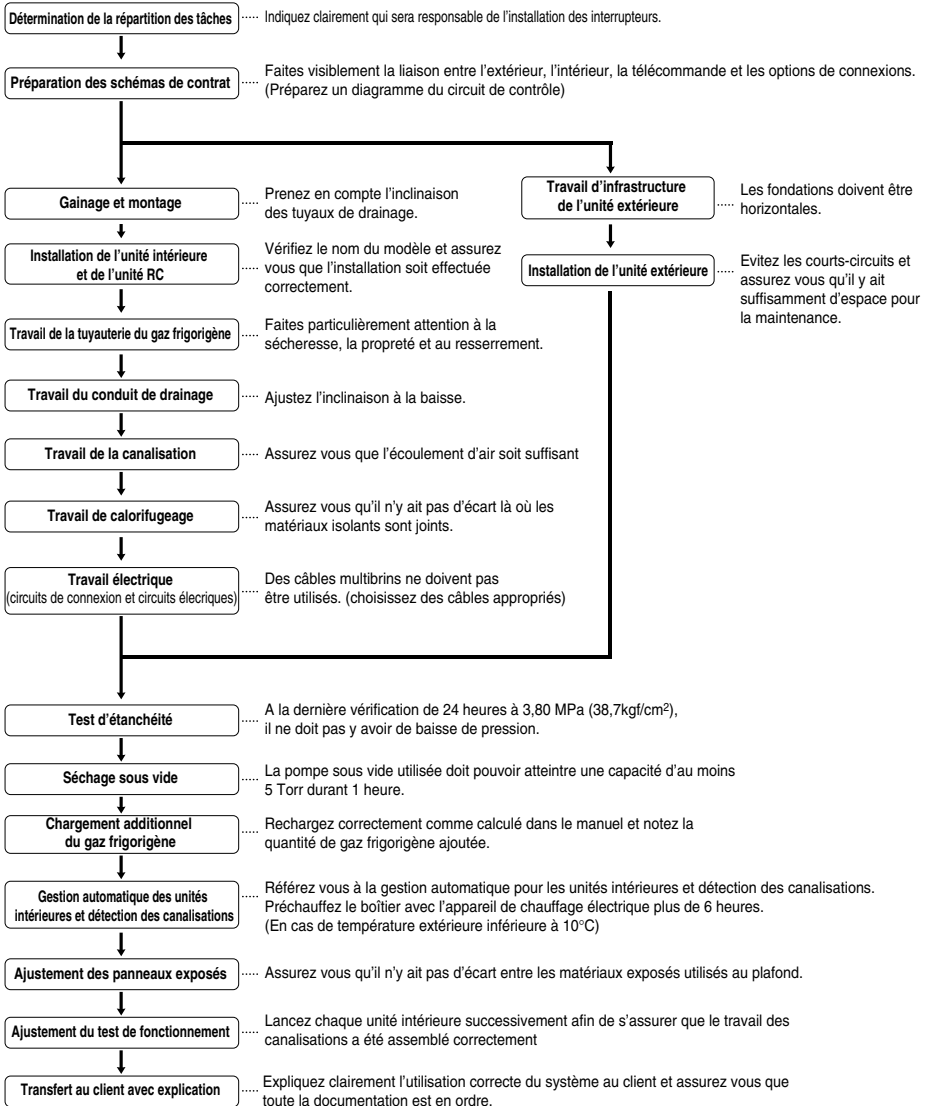 Détermination de la répartition des tâches ..... Indiquez clairement qui sera responsable de l'installation des interrupteurs.
Préparation des schémas de contrat ..... Faites visiblement la liaison entre l'extérieur, l'intérieur, la télécommande et les options de connexions.
(Préparez un diagramme du circuit de contrôle)
Gainage et montage ..... Prenez en compte l'inclinaison
des tuyaux de drainage.
Travail d'infrastructure
de l'unité extérieure ..... Les fondations doivent être
horizontales.
Installation de l'unité intérieure
et de l'unité RC ..... Vérifiez le nom du modèle et assurez
vous que l'installation soit effectuée
correctement.
Installation de l'unité extérieure ..... Evitez les courts-circuits et
assurez vous qu'il y ait
suffisamment d'espace pour
la maintenance.
Travail de la tuyauterie du gaz frigorigène ..... Faites particulièrement attention à la
sécheresse, la propreté et au resserrement.
Travail du conduit de drainage ..... Ajustez l'inclinaison à la baisse.
Travail de la canalisation ..... Assurez vous que l'écoulement d'air soit suffisant
Travail de calorifugeage ..... Assurez vous qu'il n'y ait pas d'écart là où les
matériaux isolants sont joints.
Travail électrique
(circuits de connexion et circuits élecriques) ..... Des câbles multibrins ne doivent pas
être utilisés. (choisissez des câbles appropriés)
Test d'étanchéité ..... A la dernière vérification de 24 heures à 3,80 MPa (38,7kgf/cm²),
il ne doit pas y avoir de baisse de pression.
Séchage sous vide ..... La pompe sous vide utilisée doit pouvoir atteintre une capacité d'au moins
5 Torr durant 1 heure.
Chargement additionnel
du gaz frigorigène ..... Rechargez correctement comme calculé dans le manuel et notez la
quantité de gaz frigorigène ajoutée.
Gestion automatique des unités
intérieures et détection des canalisations ..... Référez vous à la gestion automatique pour les unités intérieures et détection des canalisations.
Préchauffez le boîtier avec l'appareil de chauffage électrique plus de 6 heures.
(En cas de température extérieure inférieure à 10°C)
Ajustement des panneaux exposés ..... Assurez vous qu'il n'y ait pas d'écart entre les matériaux exposés utilisés au plafond.
Ajustement du test de fonctionnement ..... Lancez chaque unité intérieure successivement afin de s'assurer que le travail des
canalisations a été assemblé correctement
Transfert au client avec explication ..... Expliquez clairement l'utilisation correcte du système au client et assurez vous que
toute la documentation est en ordre.